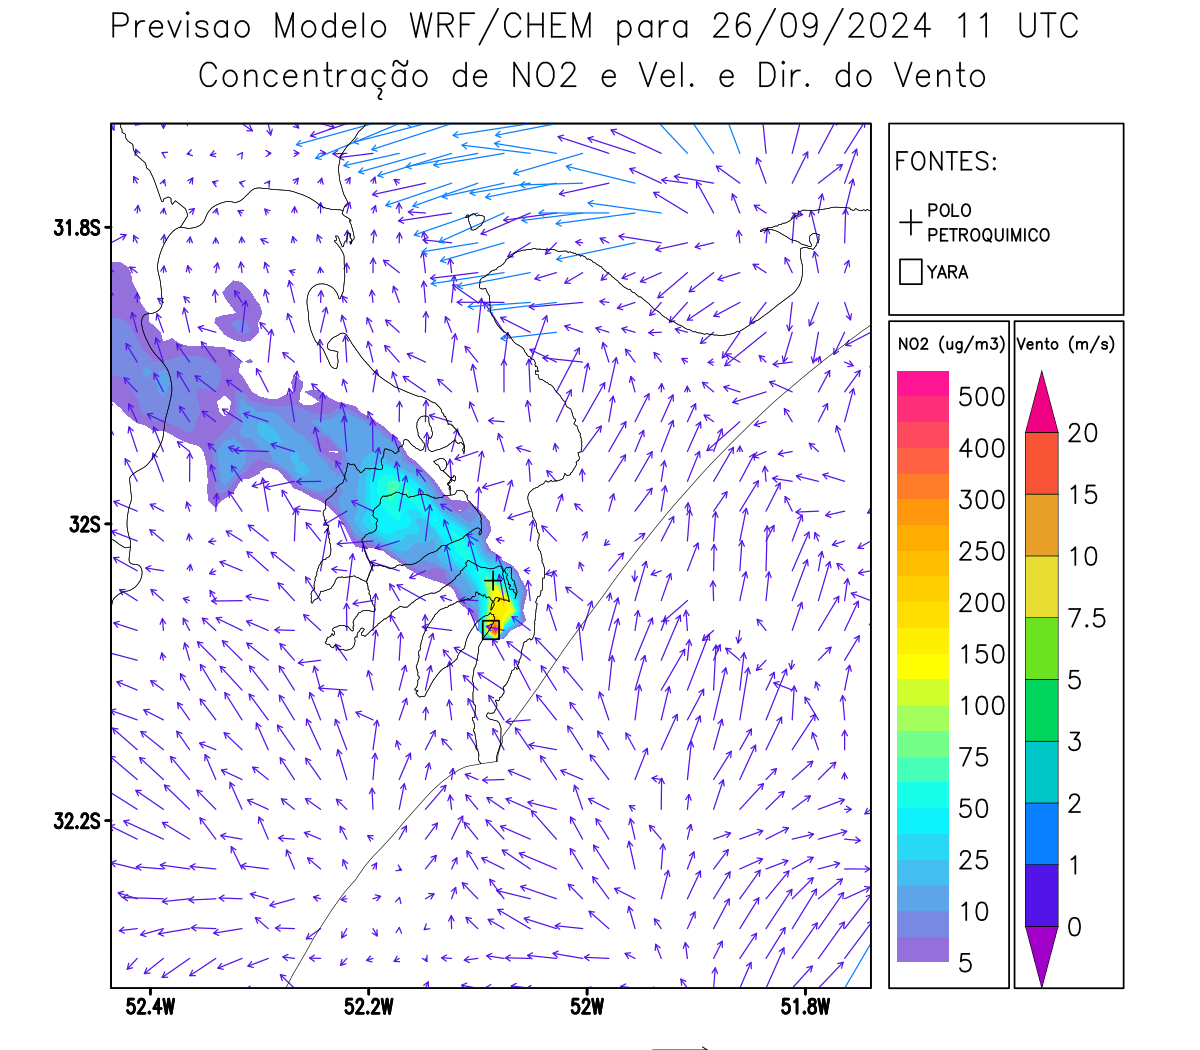 Previsao Modelo WRF/CHEM para 26/09/2024 11 UTC
Concentração de NO2 e Vel. e Dir. do Vento
FONTES:
POLO
PETROQUIMICO
YARA
NO2 (ug/m3)
500
400
300
250
200
150
100
75
50
25
10
5
Vento (m/s)
20
15
10
7.5
5
3
2
1
0
31.8S
32S
32.2S
52.4W
52.2W
52W
51.8W